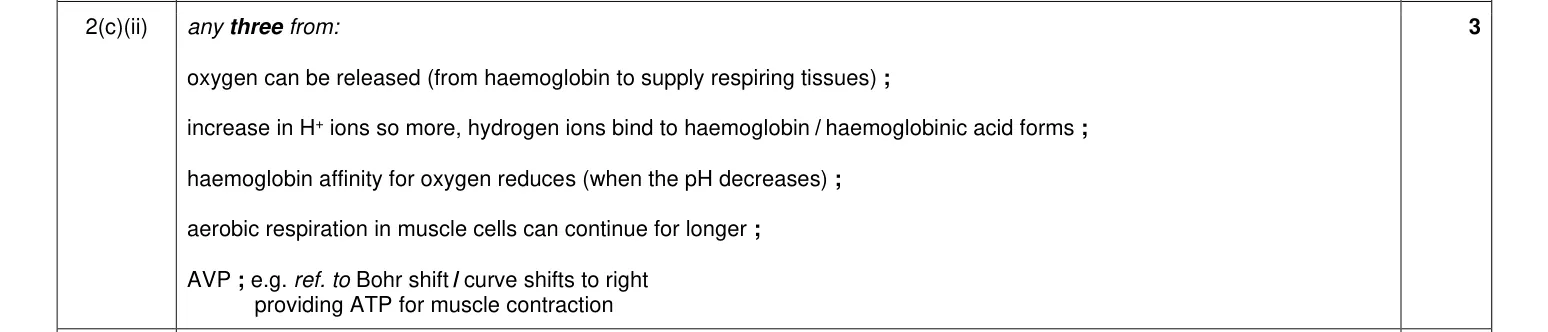 2(c)(ii) any three from: 3
oxygen can be released (from haemoglobin to supply respiring tissues) ;
increase in H⁺ ions so more, hydrogen ions bind to haemoglobin / haemoglobinic acid forms ;
haemoglobin affinity for oxygen reduces (when the pH decreases) ;
aerobic respiration in muscle cells can continue for longer ;
AVP ; e.g. ref. to Bohr shift / curve shifts to right
providing ATP for muscle contraction